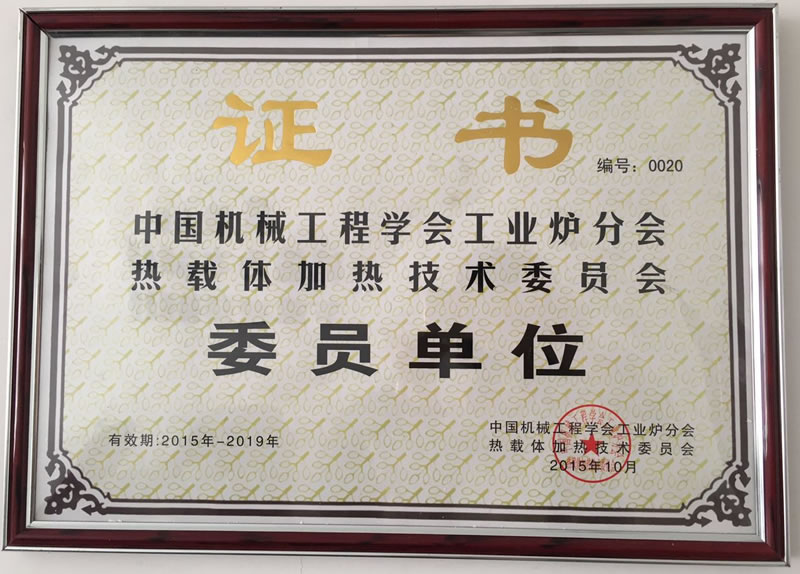 证书
编号：0020
中国机械工程学会工业炉分会
热载体加热技术委员会
委员单位
有效期:2015年-2019年
中国机械工程学会工业炉分会
热载体加热技术委员会
2015年10月